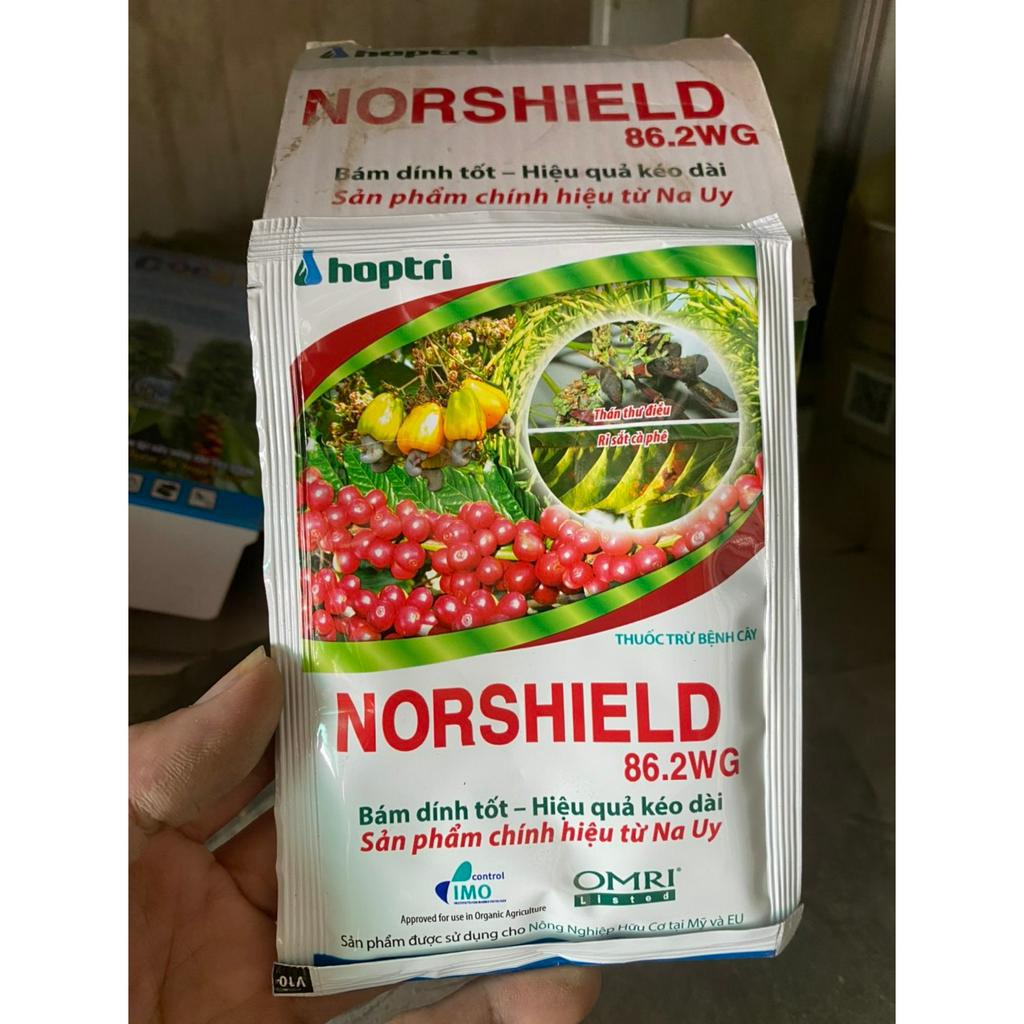 hoptri
NORSHIELD
86.2WG
Bám dính tốt – Hiệu quả kéo dài
Sản phẩm chính hiệu từ Na Uy
hoptri
Thán thư điều
Rỉ sắt cà phê
THUỐC TRỪ BỆNH CÂY
NORSHIELD
86.2WG
Bám dính tốt – Hiệu quả kéo dài
Sản phẩm chính hiệu từ Na Uy
control
IMO
OMRI®
Listed
Approved for use in Organic Agriculture
Sản phẩm được sử dụng cho Nông Nghiệp Hữu Cơ tại Mỹ và EU
V10